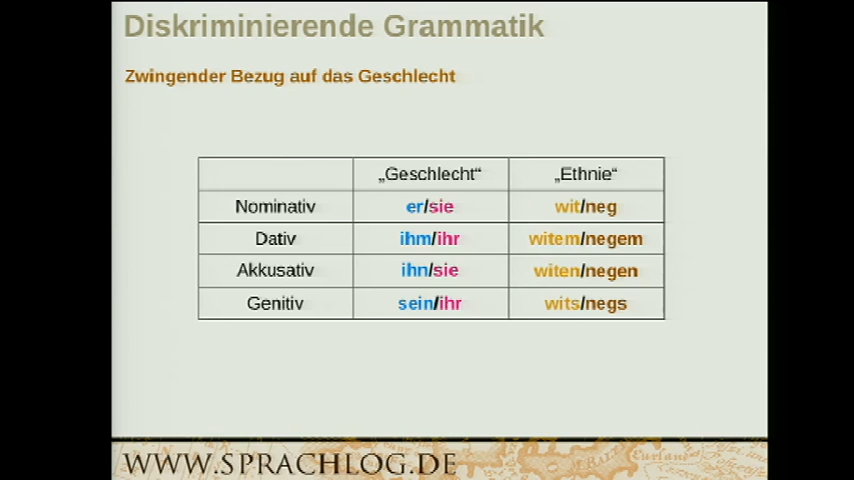 Diskriminierende Grammatik
Zwingender Bezug auf das Geschlecht
„Geschlecht“ „Ethnie“
Nominativ er/sie wit/neg
Dativ ihm/ihr witem/negem
Akkusativ ihn/sie witen/negen
Genitiv sein/ihr wits/negs
WWW.SPRACHLOG.DE